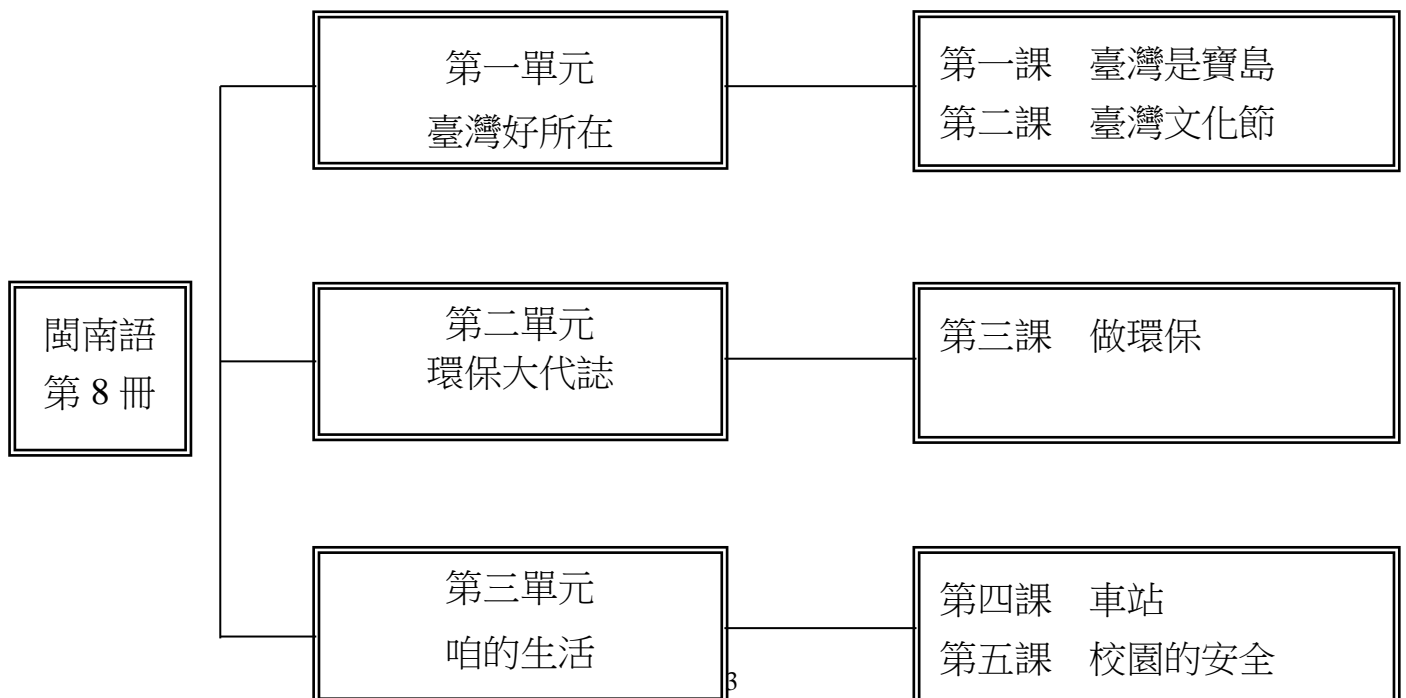 閩南語
第 8 冊
第一單元
臺灣好所在
第一課　臺灣是寶島
第二課　臺灣文化節
第二單元
環保大代誌
第三課　做環保
第三單元
咱的生活
第四課　車站
第五課　校園的安全
3